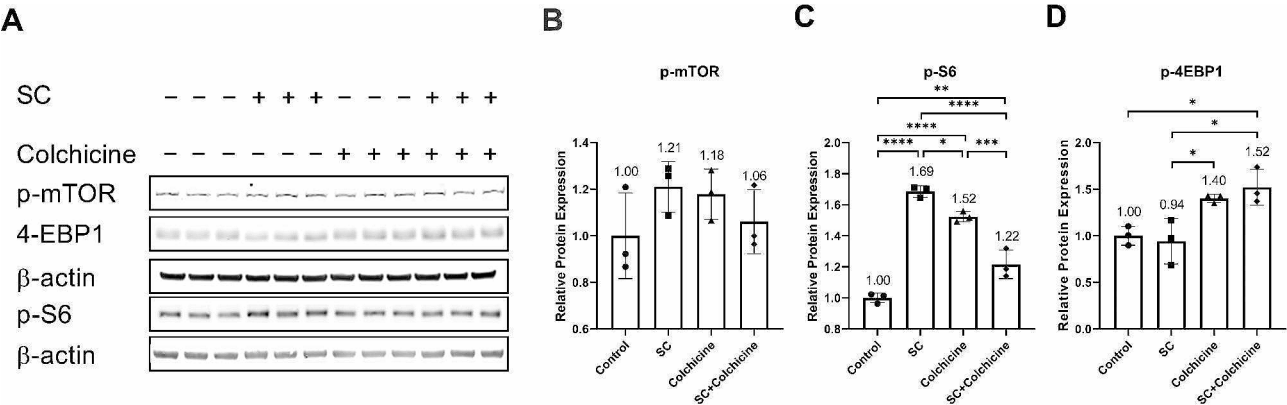 A
SC − − − + + + − − − + + +
Colchicine − − − − − − + + + + + +
p-mTOR
4-EBP1
β-actin
p-S6
β-actin
B
p-mTOR
Relative Protein Expression
1.4
1.2
1.0
0.8
0.6
1.00
1.21
1.18
1.06
Control
SC
Colchicine
SC+Colchicine
C
p-S6
**
****
****
**** * ***
Relative Protein Expression
2.0
1.8
1.6
1.4
1.2
1.0
0.8
1.00
1.69
1.52
1.22
Control
SC
Colchicine
SC+Colchicine
D
p-4EBP1
*
*
*
Relative Protein Expression
2.0
1.5
1.0
0.5
0.0
1.00
0.94
1.40
1.52
Control
SC
Colchicine
SC+Colchicine